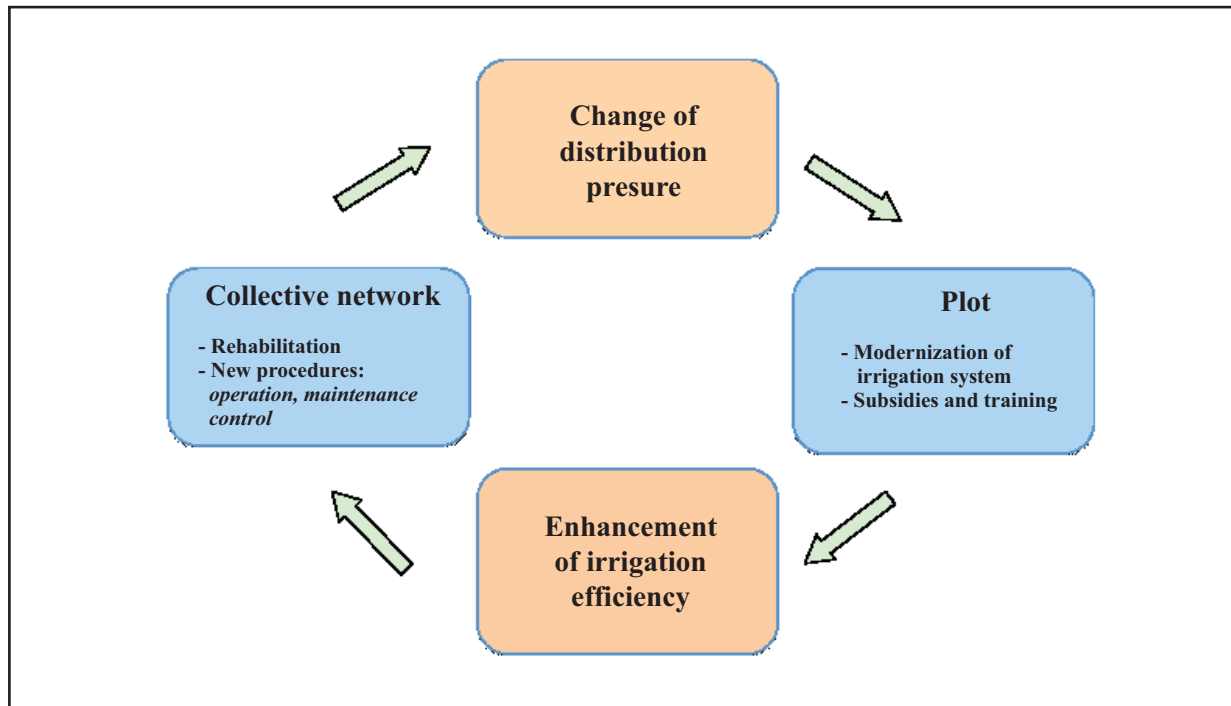 Change of
distribution
presure
Collective network
- Rehabilitation
- New procedures:
operation, maintenance
control
Plot
- Modernization of
irrigation system
- Subsidies and training
Enhancement
of irrigation
efficiency